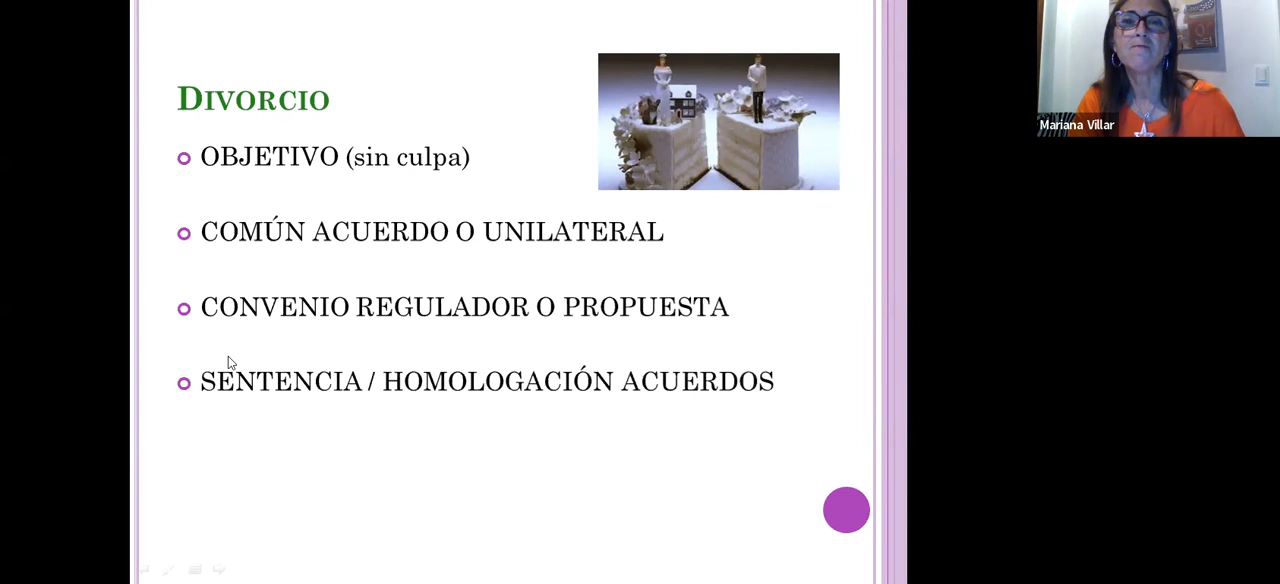 DIVORCIO
OBJETIVO (sin culpa)
COMÚN ACUERDO O UNILATERAL
CONVENIO REGULADOR O PROPUESTA
SENTENCIA / HOMOLOGACIÓN ACUERDOS
Mariana Villar